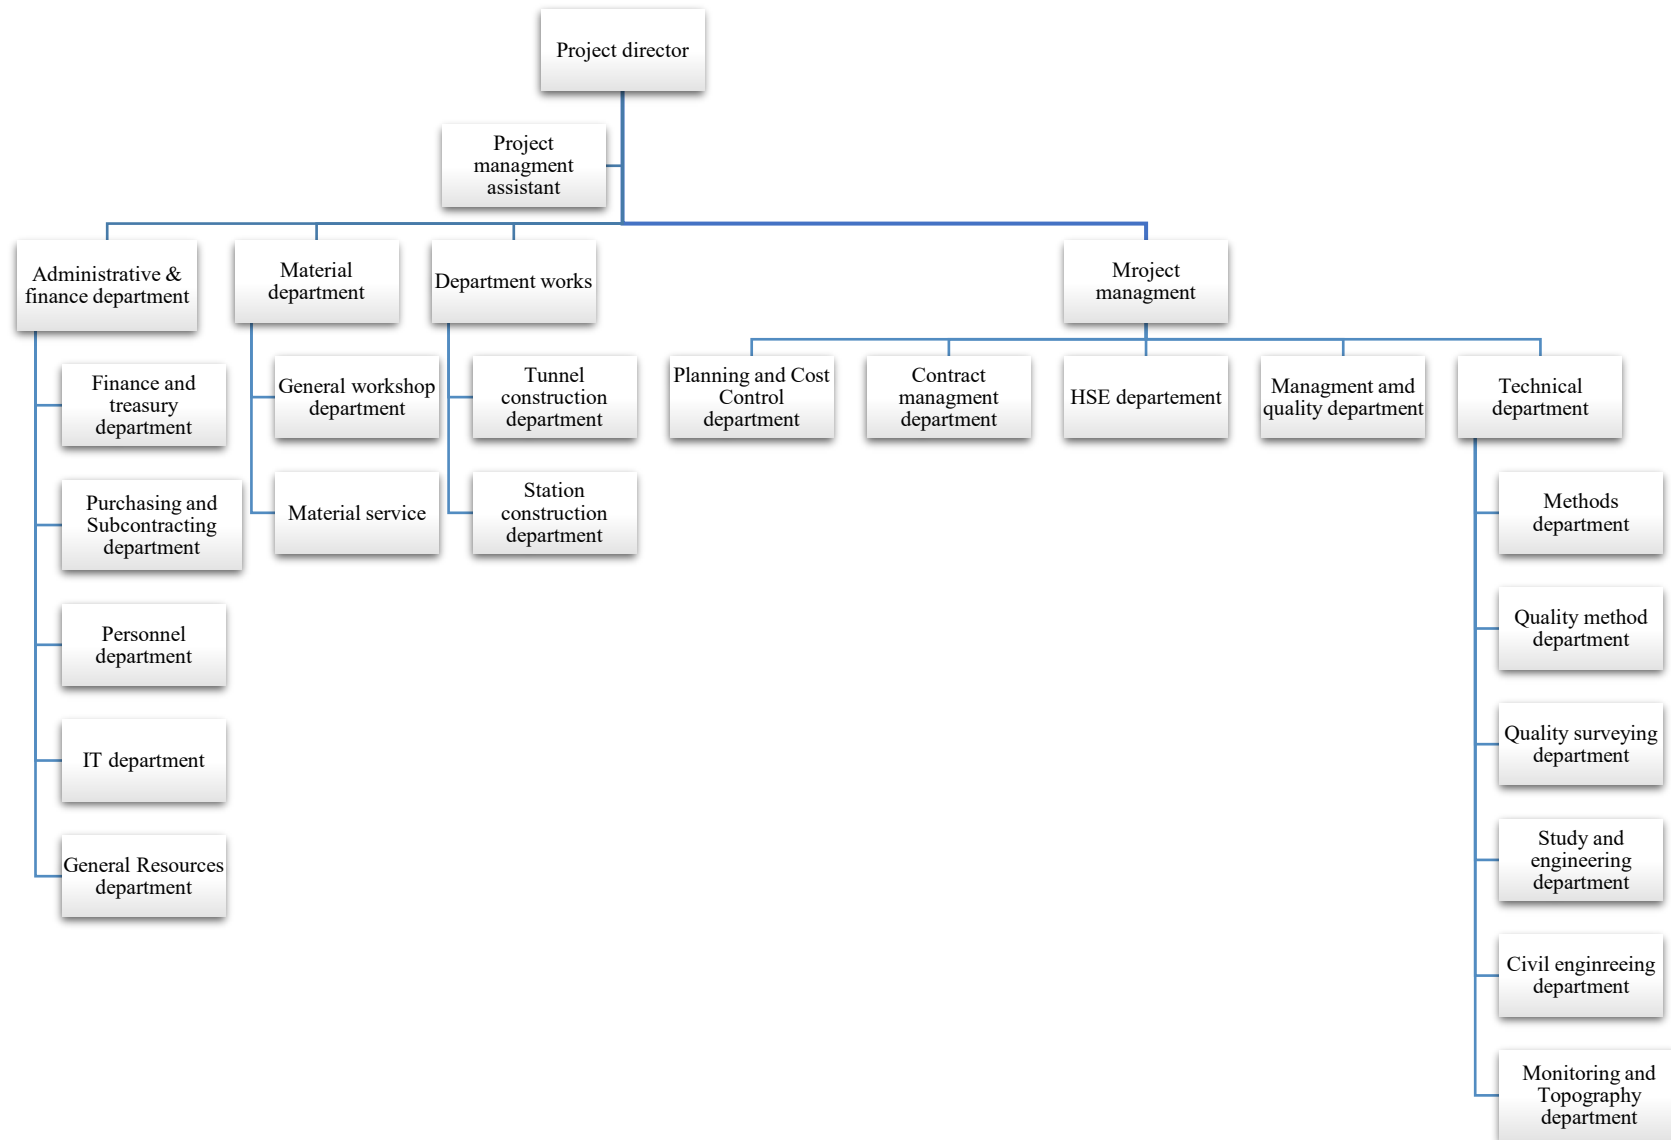 Project director
Project
managment
assistant
Administrative &
finance department
Material
department
Department works
Mroject
managment
Finance and
treasury
department
Purchasing and
Subcontracting
department
Personnel
department
IT department
General Resources
department
General workshop
department
Material service
Tunnel
construction
department
Station
construction
department
Planning and Cost
Control
department
Contract
managment
department
HSE departement
Managment amd
quality department
Technical
department
Methods
department
Quality method
department
Quality surveying
department
Study and
engineering
department
Civil enginreeing
department
Monitoring and
Topography
department